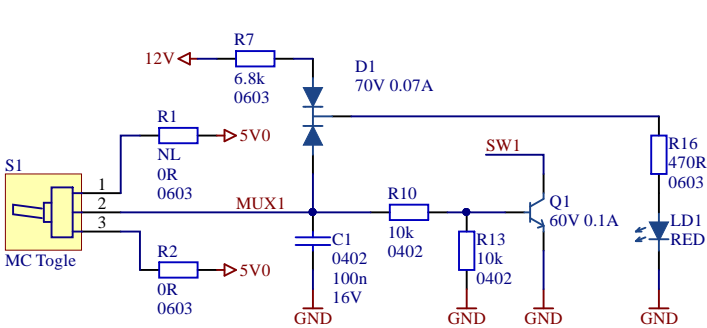 R7
12V
6.8k
0603
D1
70V 0.07A
R1
5V0
NL
0R
0603
R16
470R
0603
S1
1
2
3
MC Togle
MUX1
SW1
R10
10k
0402
Q1
60V 0.1A
LD1
RED
C1
0402
100n
16V
R13
10k
0402
R2
5V0
0R
0603
GND
GND
GND
GND